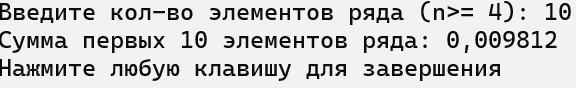 Введите кол-во элементов ряда (n>= 4): 10
Сумма первых 10 элементов ряда: 0,009812
Нажмите любую клавишу для завершения